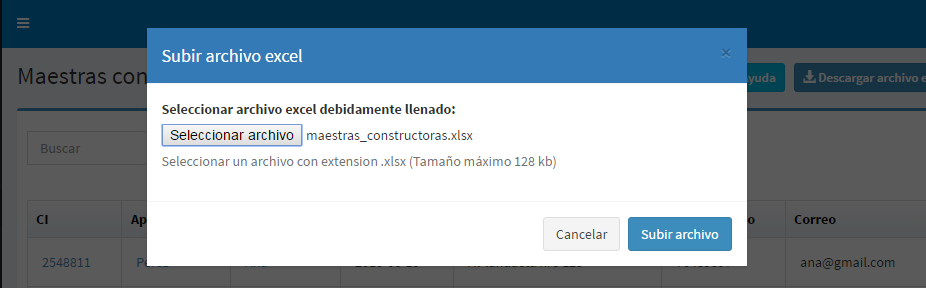 Subir archivo excel ×
Maestras con
yuda Descargar archivo e
Seleccionar archivo excel debidamente llenado:
Seleccionar archivo maestras_constructoras.xlsx
Buscar
Seleccionar un archivo con extension .xlsx (Tamaño máximo 128 kb)
CI Ap o Correo
Cancelar Subir archivo
2548811 ana@gmail.com